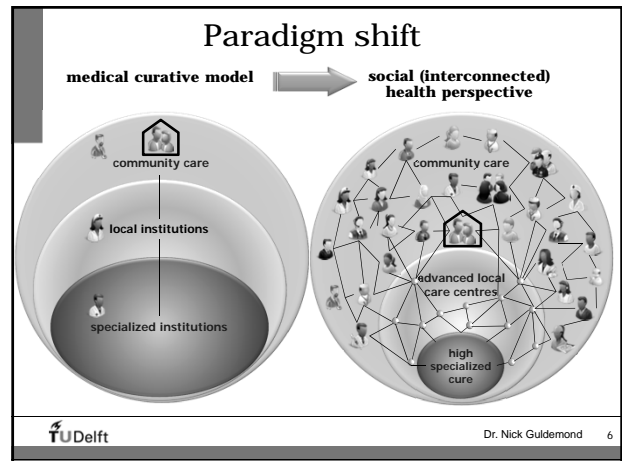 Paradigm shift
medical curative model
social (interconnected)
health perspective
community care
local institutions
specialized institutions
community care
advanced local
care centres
high
specialized
cure
TUDelft
Dr. Nick Guldemond 6